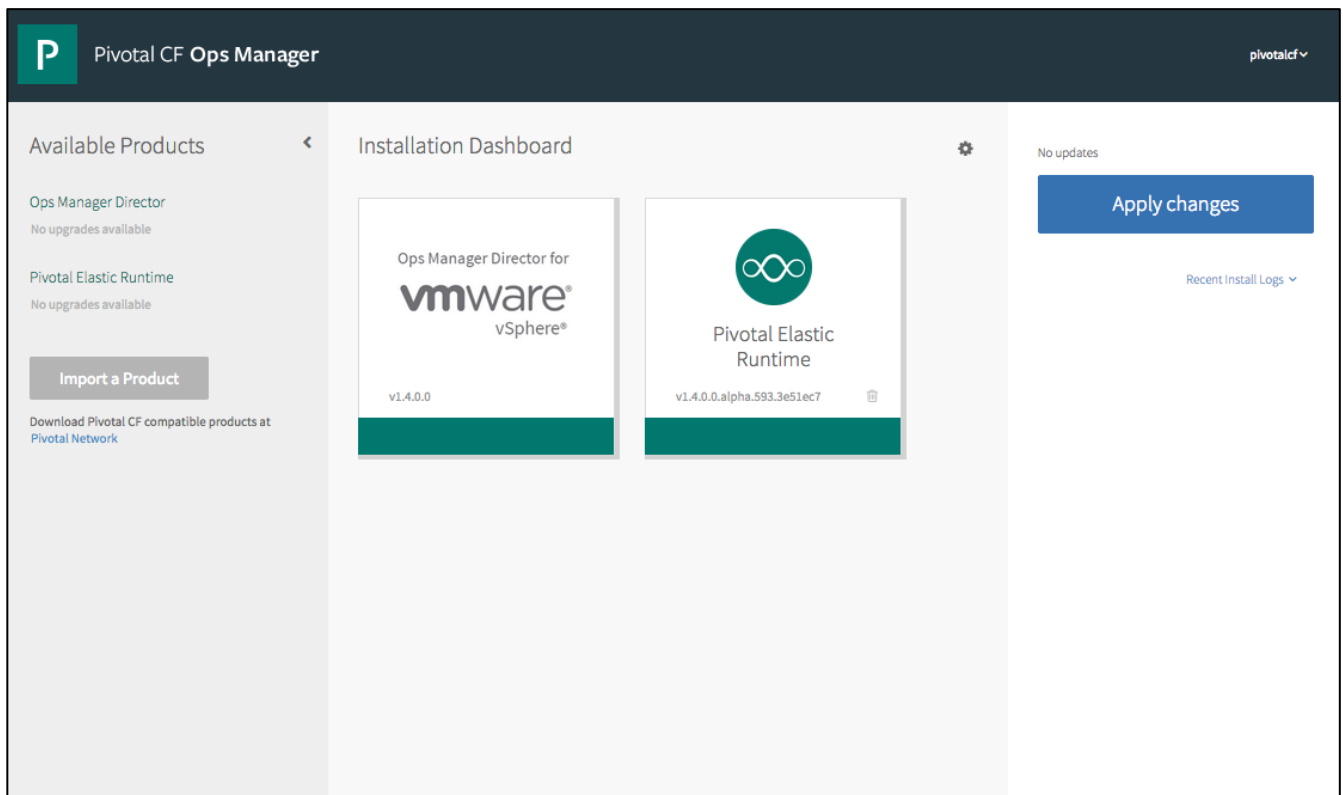 P
Pivotal CF Ops Manager
pivotalcf
Available Products
Ops Manager Director
No upgrades available
Pivotal Elastic Runtime
No upgrades available
Import a Product
Download Pivotal CF compatible products at
Pivotal Network
Installation Dashboard
Ops Manager Director for
vmware®
vSphere®
v1.4.0.0
Pivotal Elastic
Runtime
v1.4.0.0.alpha.593.3e51ec7
No updates
Apply changes
Recent Install Logs